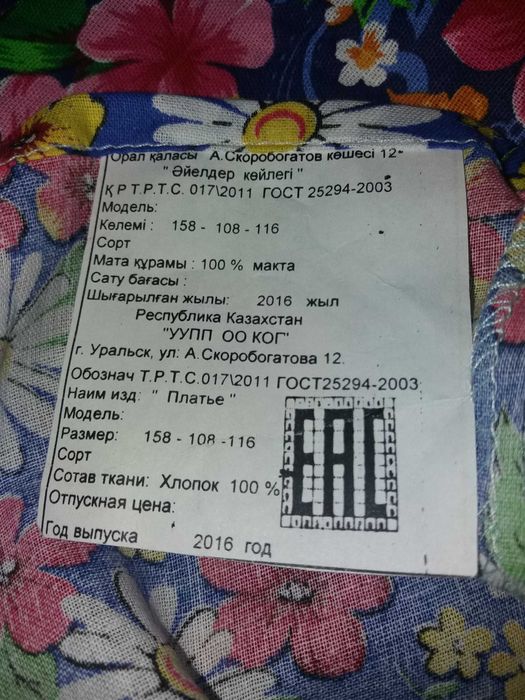 Орал қаласы А.Скоробогатов көшесі 12-
" Әйелдер көйлегі "
Қ Р Т.Р.Т.С. 017\2011 ГОСТ 25294-2003
Модель:
Көлемі : 158 - 108 - 116
Сорт
Мата құрамы : 100 % макта
Сату бағасы :
Шығарылған жылы: 2016 жыл
Республика Казахстан
"УУПП ОО КОГ"
г. Уральск, ул: А.Скоробогатова 12.
Обознач Т.Р.Т.С.017\2011 ГОСТ25294-2003
Наим изд: " Платье "
Модель:
Размер: 158 - 108 -116
Сорт
Сотав ткани: Хлопок 100 %
Отпускная цена:
Год выпуска 2016 год
ЕАС